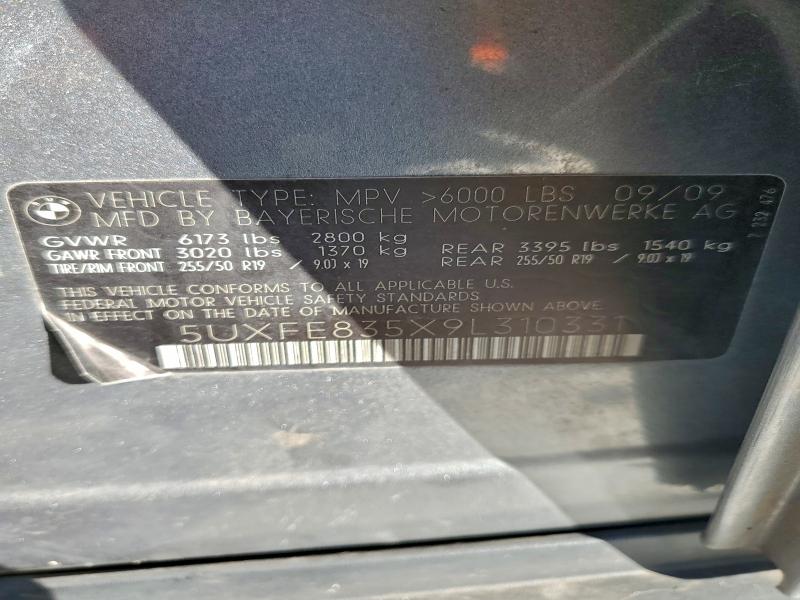 VEHICLE TYPE: MPV >6000 LBS 09/09
MFD BY BAYERISCHE MOTORENWERKE AG
GVWR 6173 lbs 2800 kg
GAWR FRONT 3020 lbs 1370 kg REAR 3395 lbs 1540 kg
TIRE/RIM FRONT 255/50 R19 / 9.0J x 19 REAR 255/50 R19 / 9.0J x 19
THIS VEHICLE CONFORMS TO ALL APPLICABLE U.S.
FEDERAL MOTOR VEHICLE SAFETY STANDARDS
IN EFFECT ON THE DATE OF MANUFACTURE SHOWN ABOVE
5UXFE835X9L310331
7 252 476